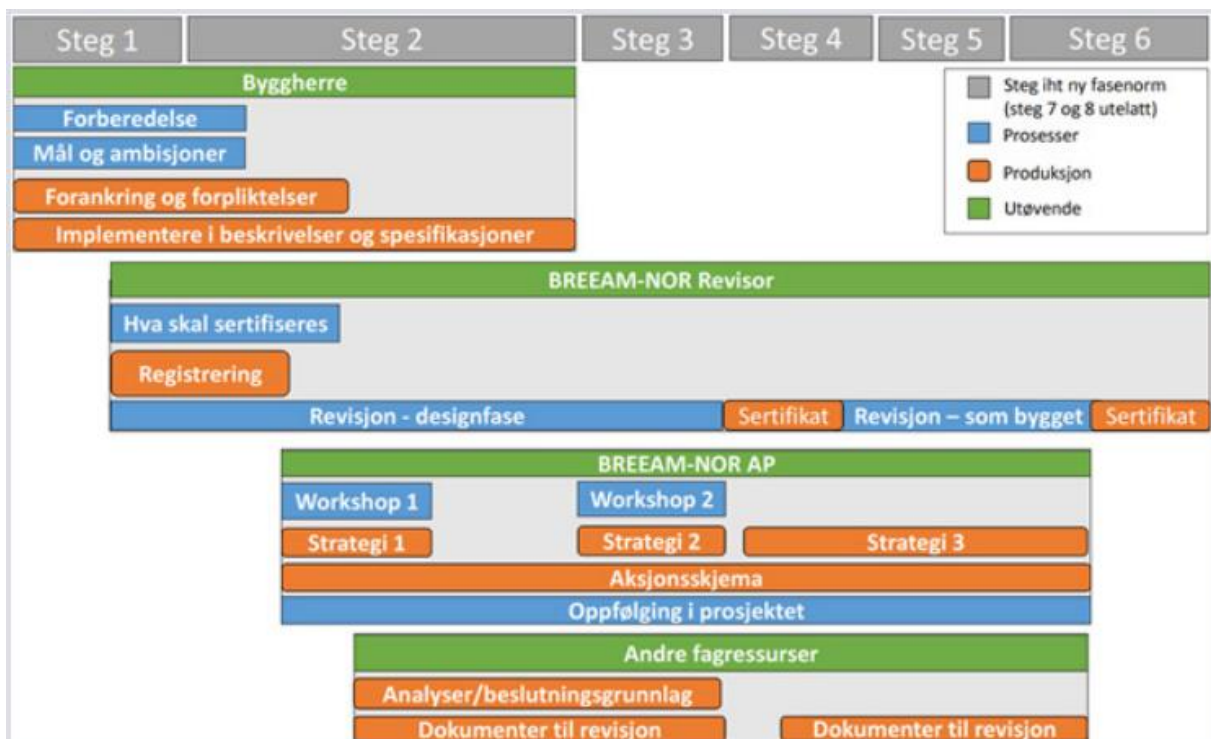 Steg 1 Steg 2 Steg 3 Steg 4 Steg 5 Steg 6
Byggherre
Forberedelse
Mål og ambisjoner
Forankring og forpliktelser
Implementere i beskrivelser og spesifikasjoner
Steg iht ny fasenorm
(steg 7 og 8 utelatt)
Prosesser
Produksjon
Utøvende
BREEAM-NOR Revisor
Hva skal sertifiseres
Registrering
Revisjon - designfase Sertifikat Revisjon – som bygget Sertifikat
BREEAM-NOR AP
Workshop 1 Workshop 2
Strategi 1 Strategi 2 Strategi 3
Aksjonsskjema
Oppfølging i prosjektet
Andre fagressurser
Analyser/beslutningsgrunnlag
Dokumenter til revisjon Dokumenter til revisjon